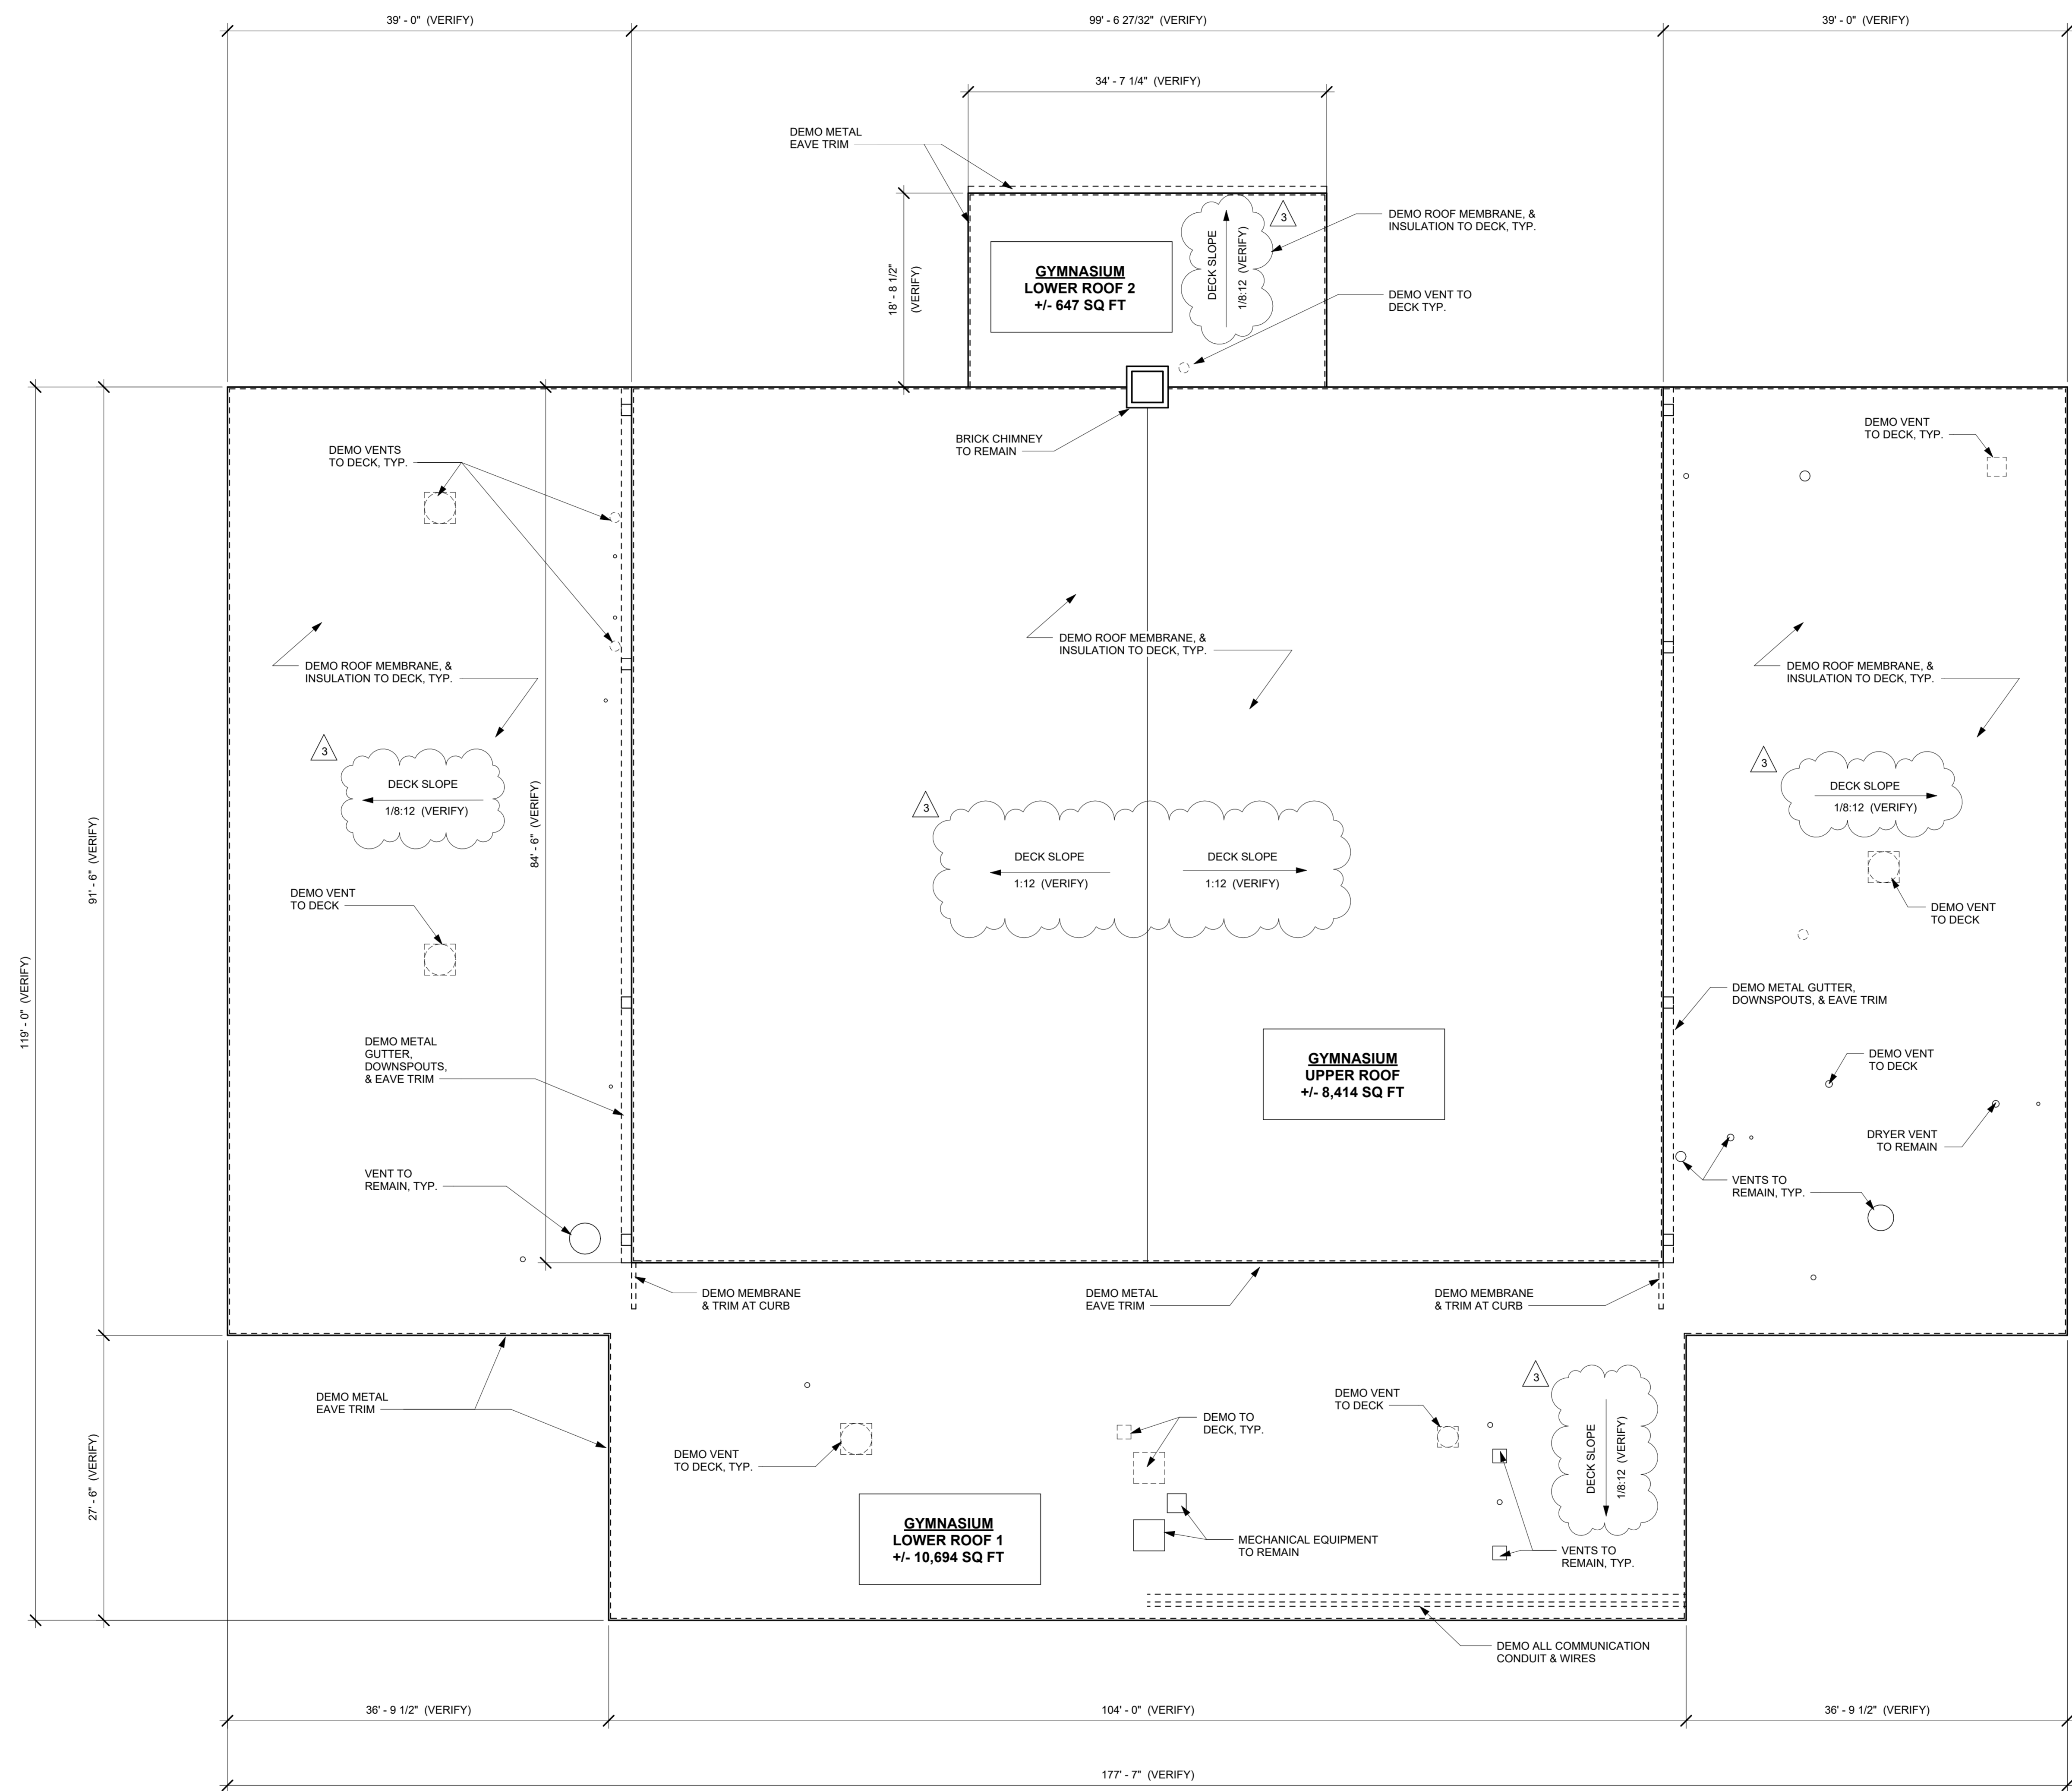 39' - 0" (VERIFY)
99' - 6 27/32" (VERIFY)
39' - 0" (VERIFY)
34' - 7 1/4" (VERIFY)
DEMO METAL
EAVE TRIM
18' - 8 1/2"
(VERIFY)
GYMNASIUM
LOWER ROOF 2
+/- 647 SQ FT
DECK SLOPE
1/8:12 (VERIFY)
3
DEMO ROOF MEMBRANE, &
INSULATION TO DECK, TYP.
DEMO VENT TO
DECK TYP.
BRICK CHIMNEY
TO REMAIN
DEMO VENTS
TO DECK, TYP.
DEMO VENT
TO DECK, TYP.
DEMO ROOF MEMBRANE, &
INSULATION TO DECK, TYP.
DEMO ROOF MEMBRANE, &
INSULATION TO DECK, TYP.
DEMO ROOF MEMBRANE, &
INSULATION TO DECK, TYP.
3
DECK SLOPE
1/8:12 (VERIFY)
84' - 6" (VERIFY)
91' - 6" (VERIFY)
119' - 0" (VERIFY)
3
DECK SLOPE
1:12 (VERIFY)
DECK SLOPE
1:12 (VERIFY)
3
DECK SLOPE
1/8:12 (VERIFY)
DEMO VENT
TO DECK
DEMO VENT
TO DECK
DEMO METAL GUTTER,
DOWNSPOUTS, & EAVE TRIM
DEMO METAL
GUTTER,
DOWNSPOUTS,
& EAVE TRIM
GYMNASIUM
UPPER ROOF
+/- 8,414 SQ FT
DEMO VENT
TO DECK
DRYER VENT
TO REMAIN
VENT TO
REMAIN, TYP.
VENTS TO
REMAIN, TYP.
DEMO MEMBRANE
& TRIM AT CURB
DEMO METAL
EAVE TRIM
DEMO MEMBRANE
& TRIM AT CURB
27' - 6" (VERIFY)
DEMO METAL
EAVE TRIM
DEMO VENT
TO DECK, TYP.
DEMO TO
DECK, TYP.
DEMO VENT
TO DECK
3
DECK SLOPE
1/8:12 (VERIFY)
GYMNASIUM
LOWER ROOF 1
+/- 10,694 SQ FT
MECHANICAL EQUIPMENT
TO REMAIN
VENTS TO
REMAIN, TYP.
DEMO ALL COMMUNICATION
CONDUIT & WIRES
36' - 9 1/2" (VERIFY)
104' - 0" (VERIFY)
36' - 9 1/2" (VERIFY)
177' - 7" (VERIFY)